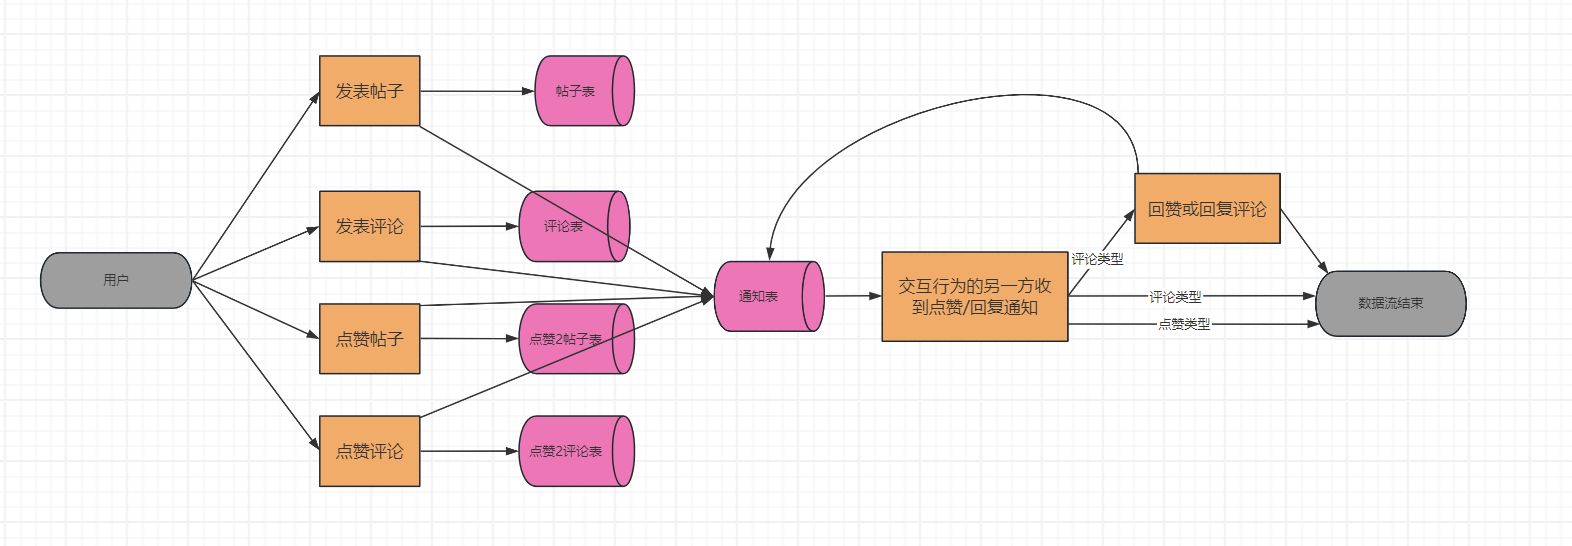 用户
发表帖子
帖子表
发表评论
评论表
点赞帖子
点赞2帖子表
点赞评论
点赞2评论表
通知表
交互行为的另一方收
到点赞/回复通知
评论类型
回赞或回复评论
评论类型
点赞类型
数据流结束